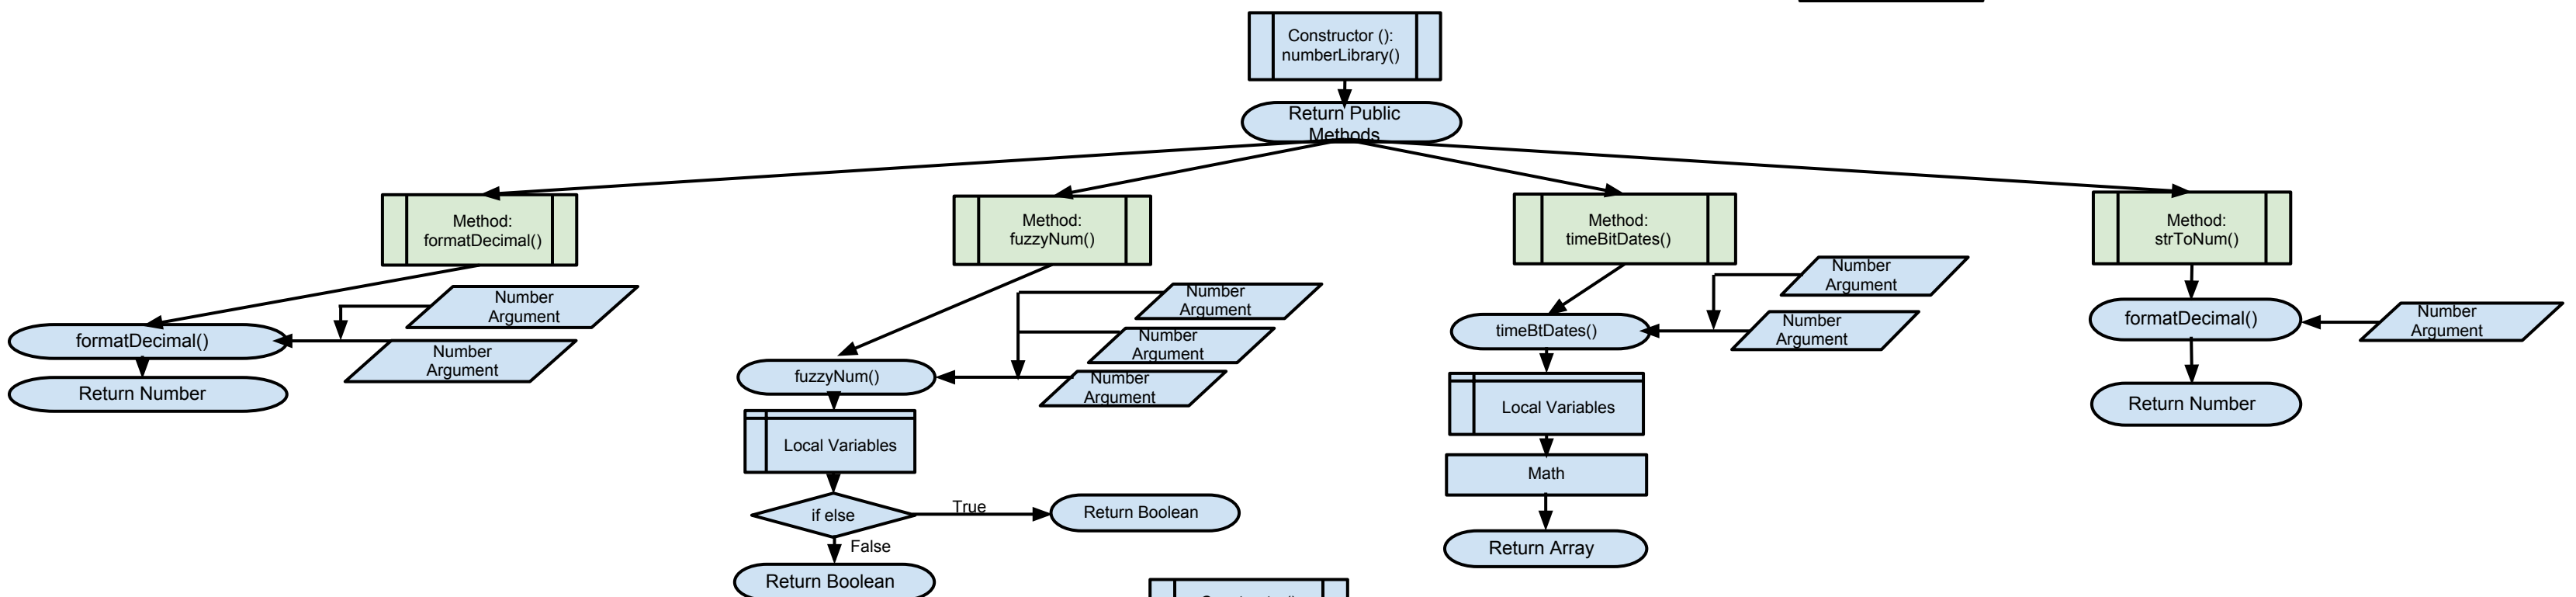 Constructor ():
numberLibrary()
Return Public
Methods
Method:
formatDecimal()
Method:
fuzzyNum()
Method:
timeBitDates()
Method:
strToNum()
Number
Argument
Number
Argument
formatDecimal()
Return Number
Number
Argument
Number
Argument
Number
Argument
fuzzyNum()
Local Variables
if else
True
Return Boolean
False
Return Boolean
Number
Argument
Number
Argument
timeBtDates()
Local Variables
Math
Return Array
formatDecimal()
Number
Argument
Return Number